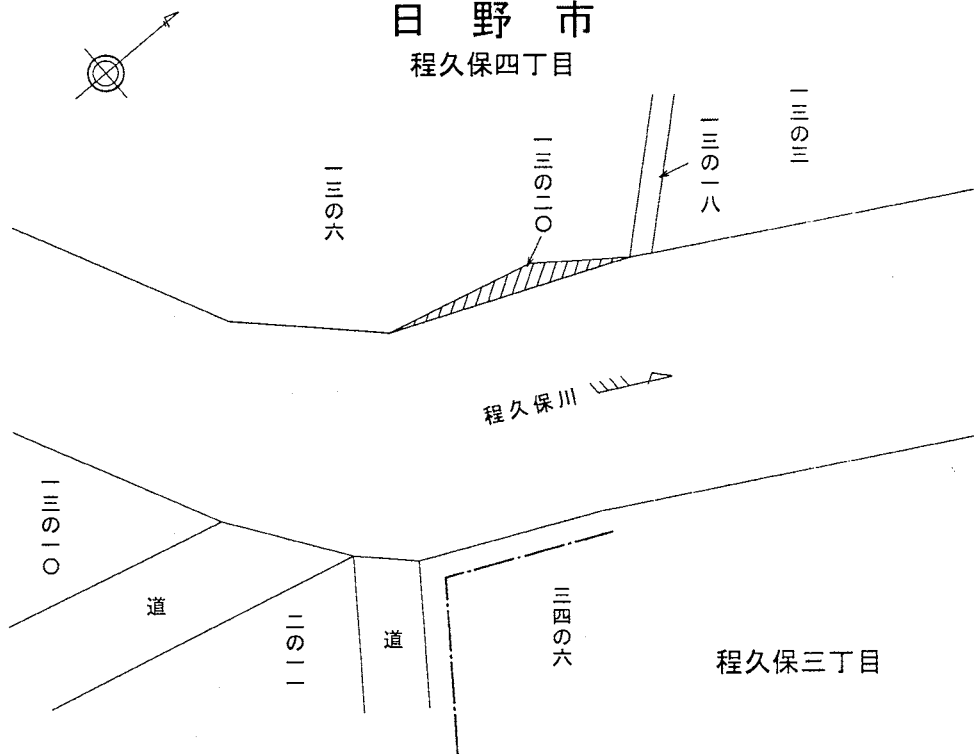 日野市
程久保四丁目
一三の三
一三の一八
一三の二〇
一三の六
程久保川
一三の一〇
道
二の一一
道
三四の六
程久保三丁目